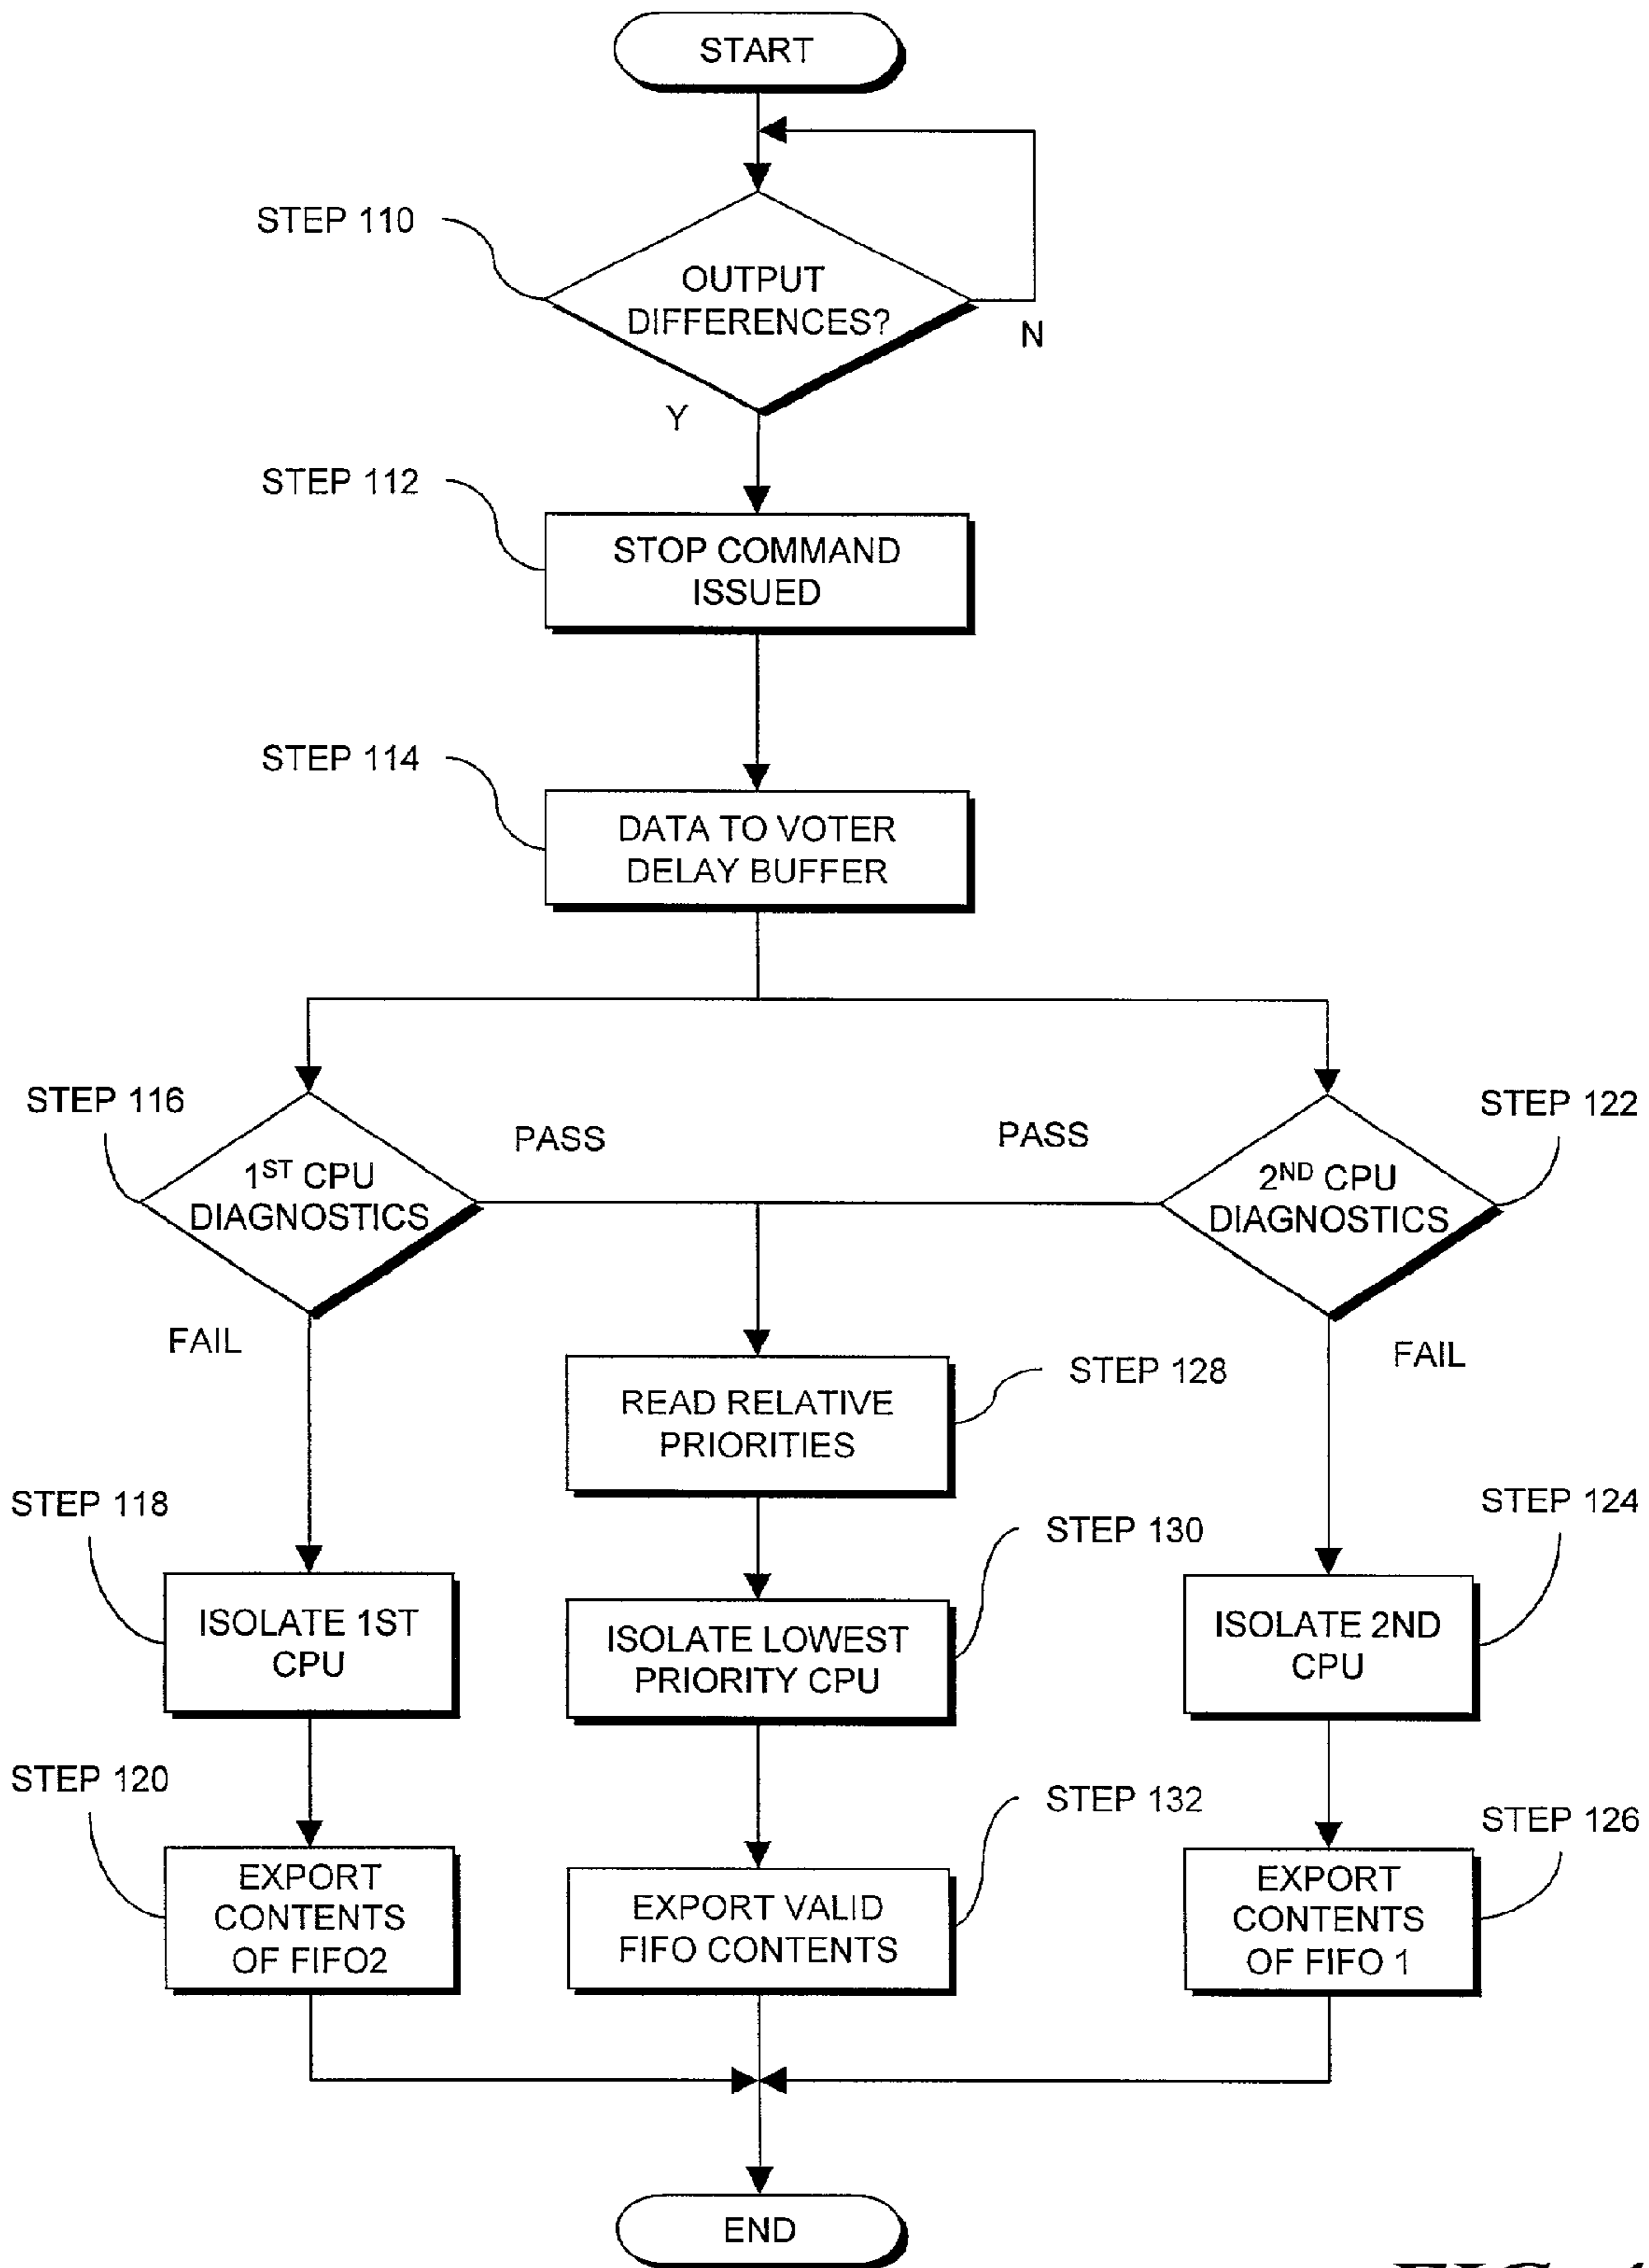 START
STEP 110
OUTPUT
DIFFERENCES?
N
Y
STEP 112
STOP COMMAND
ISSUED
STEP 114
DATA TO VOTER
DELAY BUFFER
STEP 116
PASS
PASS
STEP 122
1ST CPU
DIAGNOSTICS
2ND CPU
DIAGNOSTICS
FAIL
FAIL
READ RELATIVE
PRIORITIES
STEP 128
STEP 118
STEP 130
STEP 124
ISOLATE 1ST
CPU
ISOLATE LOWEST
PRIORITY CPU
ISOLATE 2ND
CPU
STEP 120
STEP 132
STEP 126
EXPORT
CONTENTS
OF FIFO2
EXPORT VALID
FIFO CONTENTS
EXPORT
CONTENTS
OF FIFO 1
END